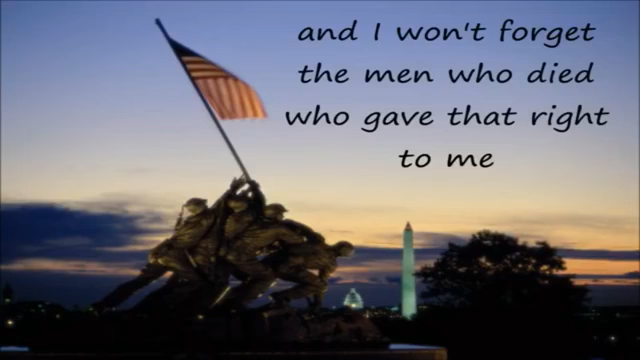 and I won't forget
the men who died
who gave that right
to me